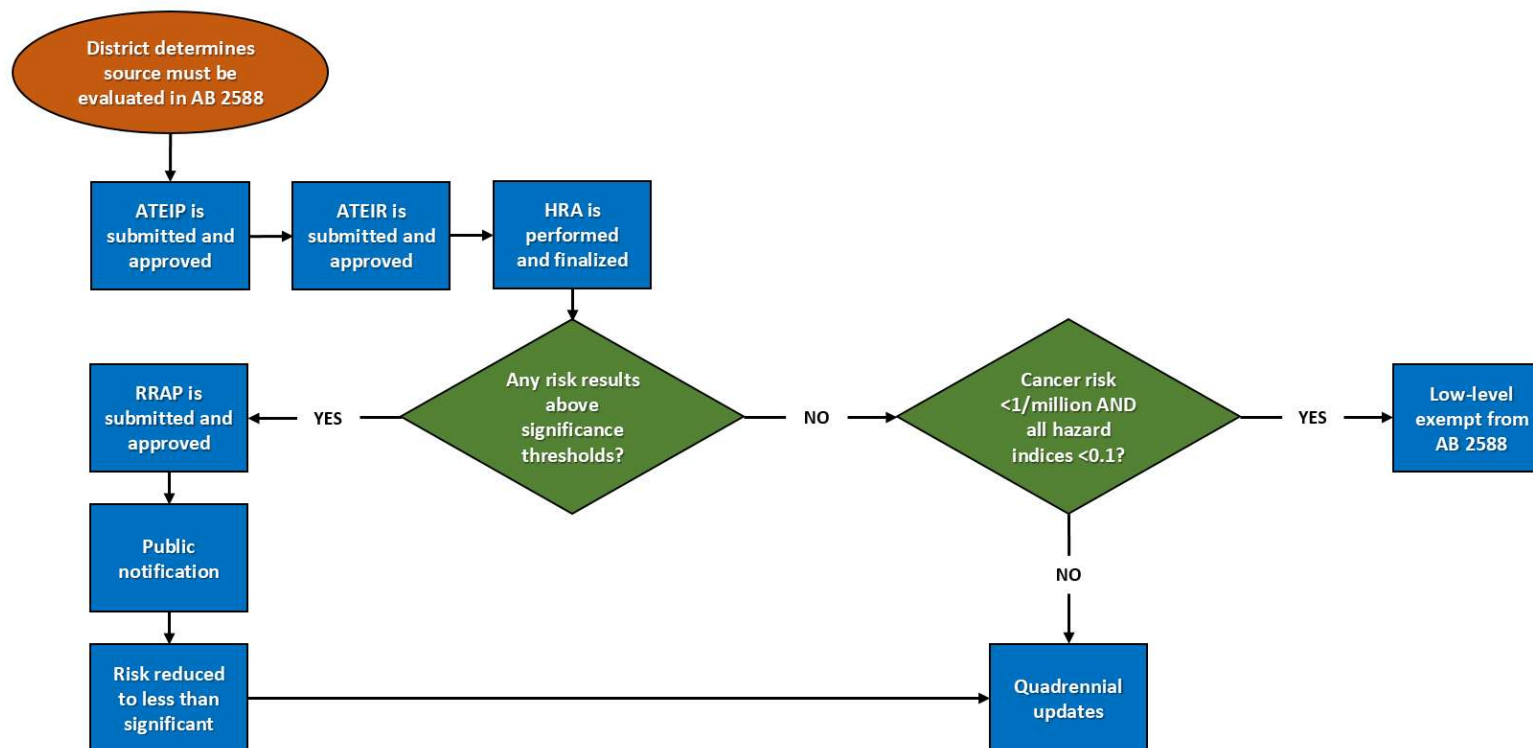 District determines
source must be
evaluated in AB 2588
ATEIP is
submitted and
approved
ATEIR is
submitted and
approved
HRA is
performed
and finalized
Any risk results
above
significance
thresholds?
YES
RRAP is
submitted and
approved
NO
Cancer risk
<1/million AND
all hazard
indices <0.1?
YES
Low-level
exempt from
AB 2588
Public
notification
NO
Risk reduced
to less than
significant
Quadrennial
updates